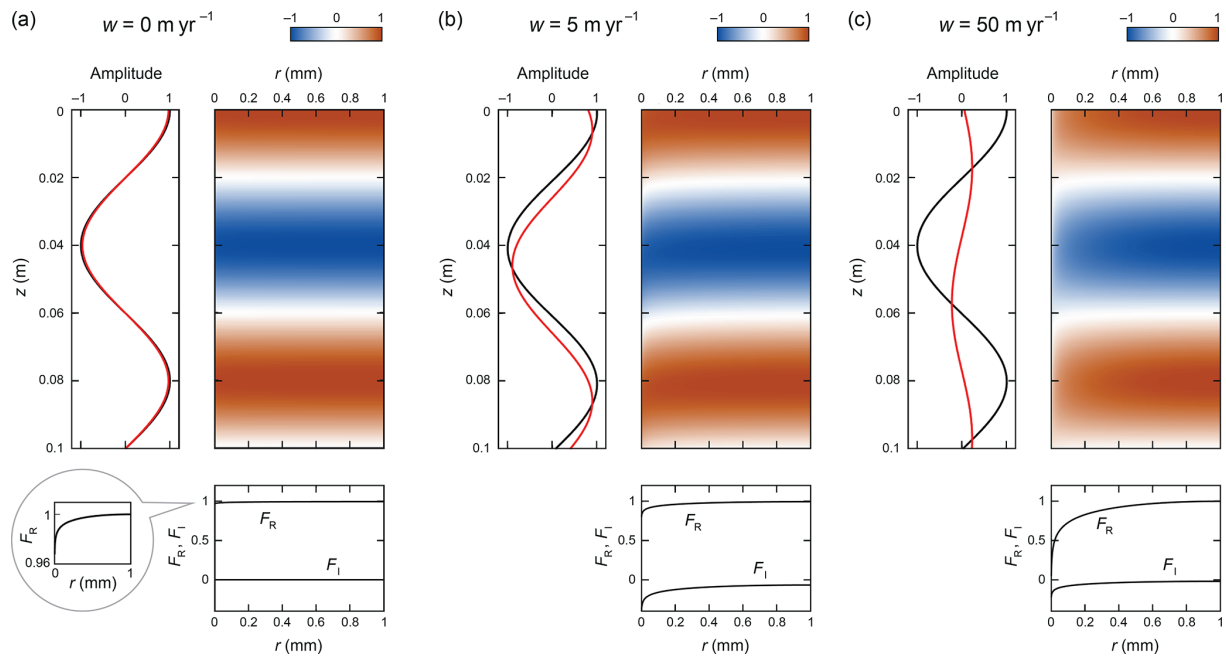 (a) w = 0 m yr⁻¹ −1 0 1
(b) w = 5 m yr⁻¹ −1 0 1
(c) w = 50 m yr⁻¹ −1 0 1
Amplitude r (mm)
−1 0 1 0 0.2 0.4 0.6 0.8 1
Amplitude r (mm)
−1 0 1 0 0.2 0.4 0.6 0.8 1
Amplitude r (mm)
−1 0 1 0 0.2 0.4 0.6 0.8 1
0
0.02
0.04
z (m)
0.06
0.08
0.1
0
0.02
0.04
z (m)
0.06
0.08
0.1
0
0.02
0.04
z (m)
0.06
0.08
0.1
1
F_R
0.96
0 1
r (mm)
1
F_R, F_I
0.5
0
F_R
F_I
0 0.2 0.4 0.6 0.8 1
r (mm)
1
F_R, F_I
0.5
0
F_R
F_I
0 0.2 0.4 0.6 0.8 1
r (mm)
1
F_R, F_I
0.5
0
F_R
F_I
0 0.2 0.4 0.6 0.8 1
r (mm)